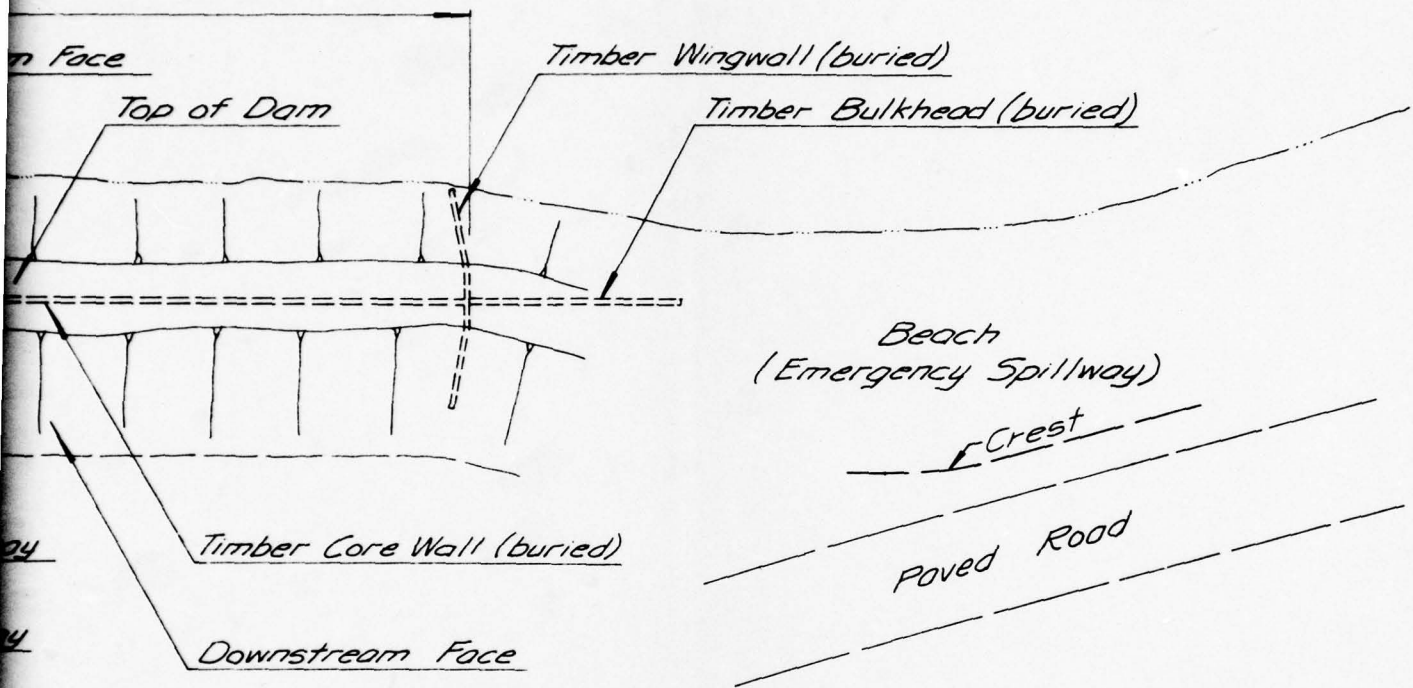 Face
Timber Wingwall (buried)
Top of Dam
Timber Bulkhead (buried)
Beach
(Emergency Spillway)
Crest
Paved Road
Timber Core Wall (buried)
Downstream Face